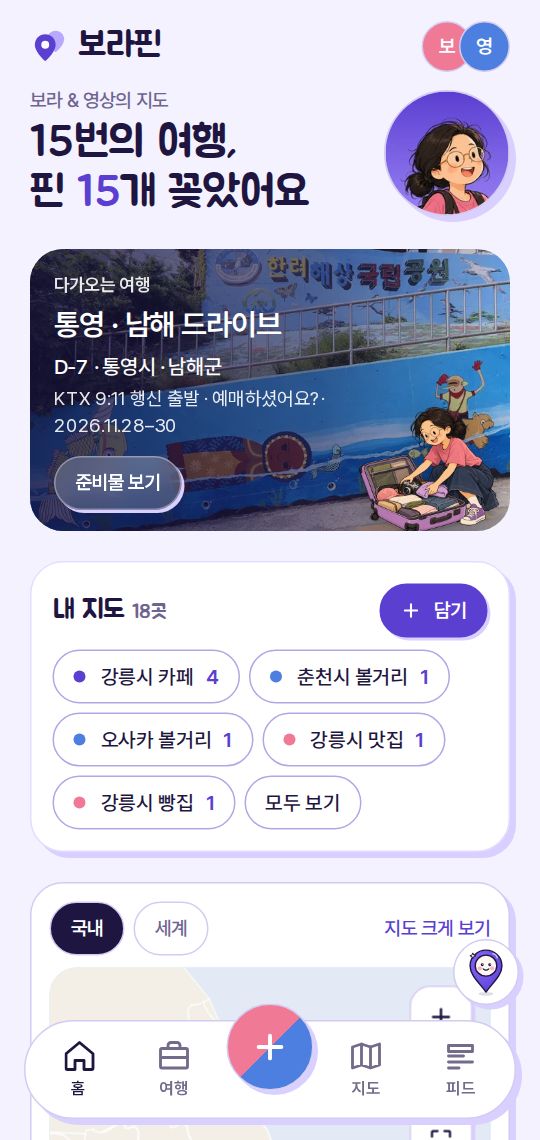 보라핀
보 영
보라 & 영상의 지도
15번의 여행,
핀 15개 꽂았어요
한려해상국립공원
다가오는 여행
통영 · 남해 드라이브
D-7 · 통영시 · 남해군
KTX 9:11 행신 출발 · 예매하셨어요? ·
2026.11.28–30
준비물 보기
내 지도 18곳
+ 담기
강릉시 카페 4
춘천시 볼거리 1
오사카 볼거리 1
강릉시 맛집 1
강릉시 빵집 1
모두 보기
국내
세계
지도 크게 보기
홈
여행
지도
피드